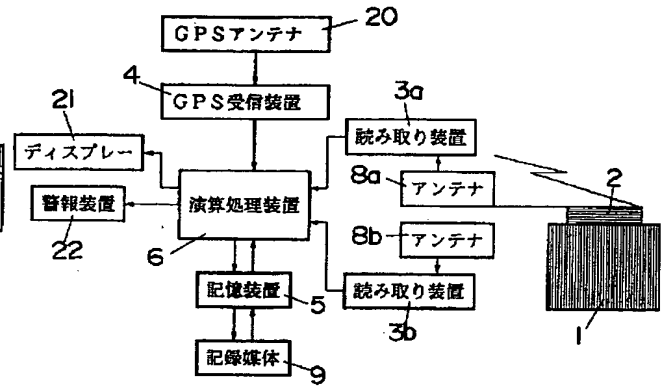 GPSアンテナ
20
4
GPS受信装置
21
ディスプレー
3a
読み取り装置
8a
アンテナ
2
警報装置
22
演算処理装置
6
8b
アンテナ
記憶装置
5
読み取り装置
3b
1
記録媒体
9